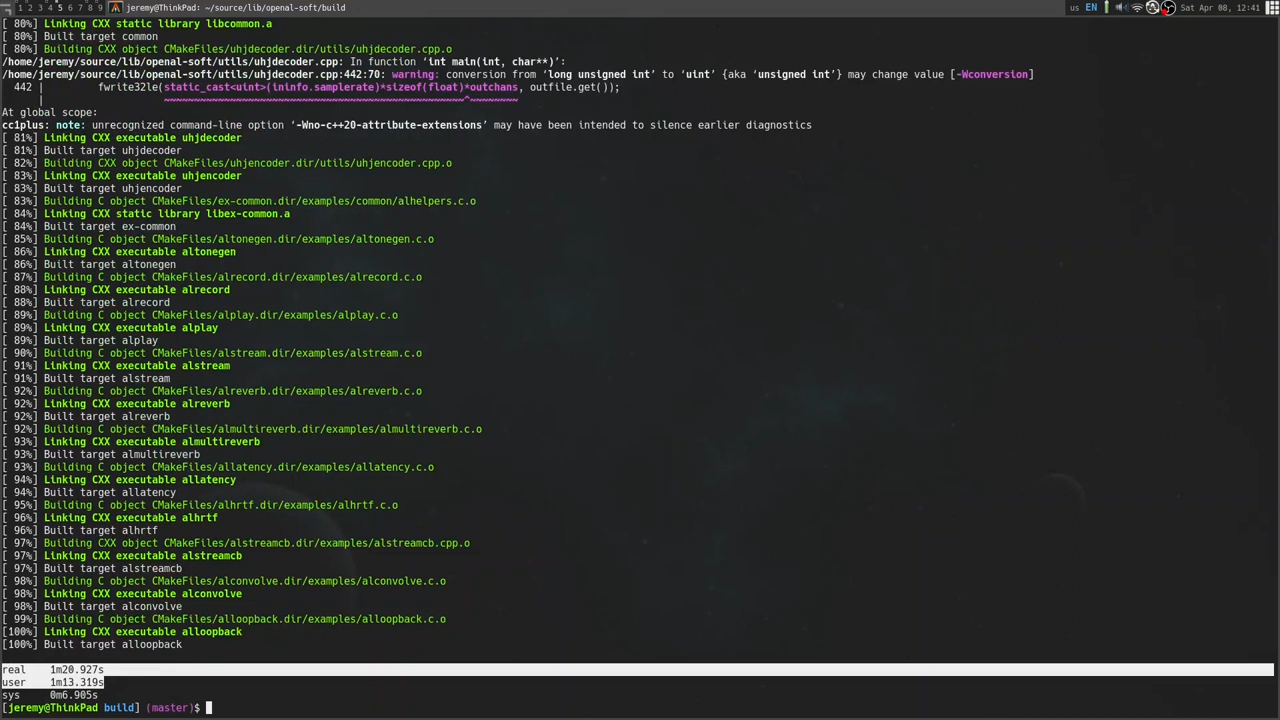 1 2 3 4 5 6 7 8 9 jeremy@ThinkPad: ~/source/lib/openal-soft/build us EN Sat Apr 08, 12:41
[ 80%] Linking CXX static library libcommon.a
[ 80%] Built target common
[ 80%] Building CXX object CMakeFiles/uhjdecoder.dir/utils/uhjdecoder.cpp.o
/home/jeremy/source/lib/openal-soft/utils/uhjdecoder.cpp: In function ‘int main(int, char**)’:
/home/jeremy/source/lib/openal-soft/utils/uhjdecoder.cpp:442:70: warning: conversion from ‘long unsigned int’ to ‘uint’ {aka ‘unsigned int’} may change value [-Wconversion]
442 | fwrite32le(static_cast<uint>(ininfo.samplerate)*sizeof(float)*outchans, outfile.get());
| ~~~~~~~~~~~~~~~~~~~~~~~~~~~~~~~~~~~~~~~~~~~~~~~~~~^~~~~~~~~
At global scope:
cc1plus: note: unrecognized command-line option ‘-Wno-c++20-attribute-extensions’ may have been intended to silence earlier diagnostics
[ 81%] Linking CXX executable uhjdecoder
[ 81%] Built target uhjdecoder
[ 82%] Building CXX object CMakeFiles/uhjencoder.dir/utils/uhjencoder.cpp.o
[ 83%] Linking CXX executable uhjencoder
[ 83%] Built target uhjencoder
[ 83%] Building C object CMakeFiles/ex-common.dir/examples/common/alhelpers.c.o
[ 84%] Linking CXX static library libex-common.a
[ 84%] Built target ex-common
[ 85%] Building C object CMakeFiles/altonegen.dir/examples/altonegen.c.o
[ 86%] Linking CXX executable altonegen
[ 86%] Built target altonegen
[ 87%] Building C object CMakeFiles/alrecord.dir/examples/alrecord.c.o
[ 88%] Linking CXX executable alrecord
[ 88%] Built target alrecord
[ 89%] Building C object CMakeFiles/alplay.dir/examples/alplay.c.o
[ 89%] Linking CXX executable alplay
[ 89%] Built target alplay
[ 90%] Building C object CMakeFiles/alstream.dir/examples/alstream.c.o
[ 91%] Linking CXX executable alstream
[ 91%] Built target alstream
[ 92%] Building C object CMakeFiles/alreverb.dir/examples/alreverb.c.o
[ 92%] Linking CXX executable alreverb
[ 92%] Built target alreverb
[ 92%] Building C object CMakeFiles/almultireverb.dir/examples/almultireverb.c.o
[ 93%] Linking CXX executable almultireverb
[ 93%] Built target almultireverb
[ 93%] Building C object CMakeFiles/allatency.dir/examples/allatency.c.o
[ 94%] Linking CXX executable allatency
[ 94%] Built target allatency
[ 95%] Building C object CMakeFiles/alhrtf.dir/examples/alhrtf.c.o
[ 96%] Linking CXX executable alhrtf
[ 96%] Built target alhrtf
[ 97%] Building CXX object CMakeFiles/alstreamcb.dir/examples/alstreamcb.cpp.o
[ 97%] Linking CXX executable alstreamcb
[ 97%] Built target alstreamcb
[ 98%] Building C object CMakeFiles/alconvolve.dir/examples/alconvolve.c.o
[ 98%] Linking CXX executable alconvolve
[ 98%] Built target alconvolve
[ 99%] Building C object CMakeFiles/alloopback.dir/examples/alloopback.c.o
[100%] Linking CXX executable alloopback
[100%] Built target alloopback
real 1m20.927s
user 1m13.319s
sys 0m6.905s
[jeremy@ThinkPad build] (master)$